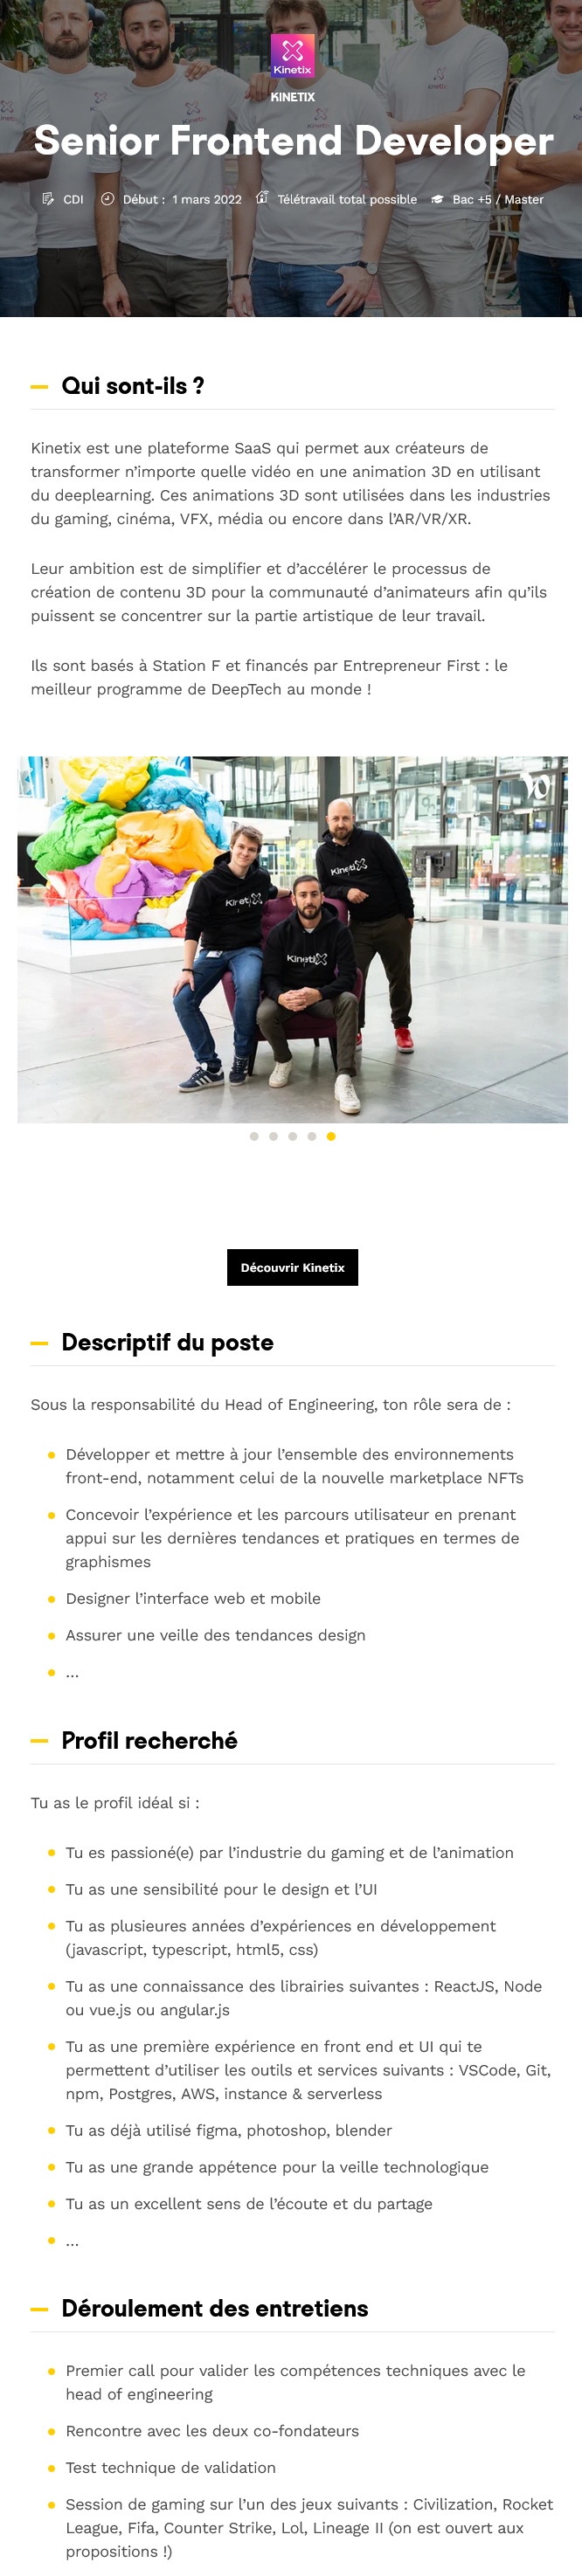 Kinetix
KINETIX
Senior Frontend Developer
CDI Début : 1 mars 2022 Télétravail total possible Bac +5 / Master
Qui sont-ils ?
Kinetix est une plateforme SaaS qui permet aux créateurs de
transformer n’importe quelle vidéo en une animation 3D en utilisant
du deeplearning. Ces animations 3D sont utilisées dans les industries
du gaming, cinéma, VFX, média ou encore dans l’AR/VR/XR.
Leur ambition est de simplifier et d’accélérer le processus de
création de contenu 3D pour la communauté d’animateurs afin qu’ils
puissent se concentrer sur la partie artistique de leur travail.
Ils sont basés à Station F et financés par Entrepreneur First : le
meilleur programme de DeepTech au monde !
Kinetix
Kinetix
Kinetix
Découvrir Kinetix
Descriptif du poste
Sous la responsabilité du Head of Engineering, ton rôle sera de :
Développer et mettre à jour l’ensemble des environnements
front-end, notamment celui de la nouvelle marketplace NFTs
Concevoir l’expérience et les parcours utilisateur en prenant
appui sur les dernières tendances et pratiques en termes de
graphismes
Designer l’interface web et mobile
Assurer une veille des tendances design
...
Profil recherché
Tu as le profil idéal si :
Tu es passioné(e) par l’industrie du gaming et de l’animation
Tu as une sensibilité pour le design et l’UI
Tu as plusieures années d’expériences en développement
(javascript, typescript, html5, css)
Tu as une connaissance des librairies suivantes : ReactJS, Node
ou vue.js ou angular.js
Tu as une première expérience en front end et UI qui te
permettent d’utiliser les outils et services suivants : VSCode, Git,
npm, Postgres, AWS, instance & serverless
Tu as déjà utilisé figma, photoshop, blender
Tu as une grande appétence pour la veille technologique
Tu as un excellent sens de l’écoute et du partage
...
Déroulement des entretiens
Premier call pour valider les compétences techniques avec le
head of engineering
Rencontre avec les deux co-fondateurs
Test technique de validation
Session de gaming sur l’un des jeux suivants : Civilization, Rocket
League, Fifa, Counter Strike, Lol, Lineage II (on est ouvert aux
propositions !)